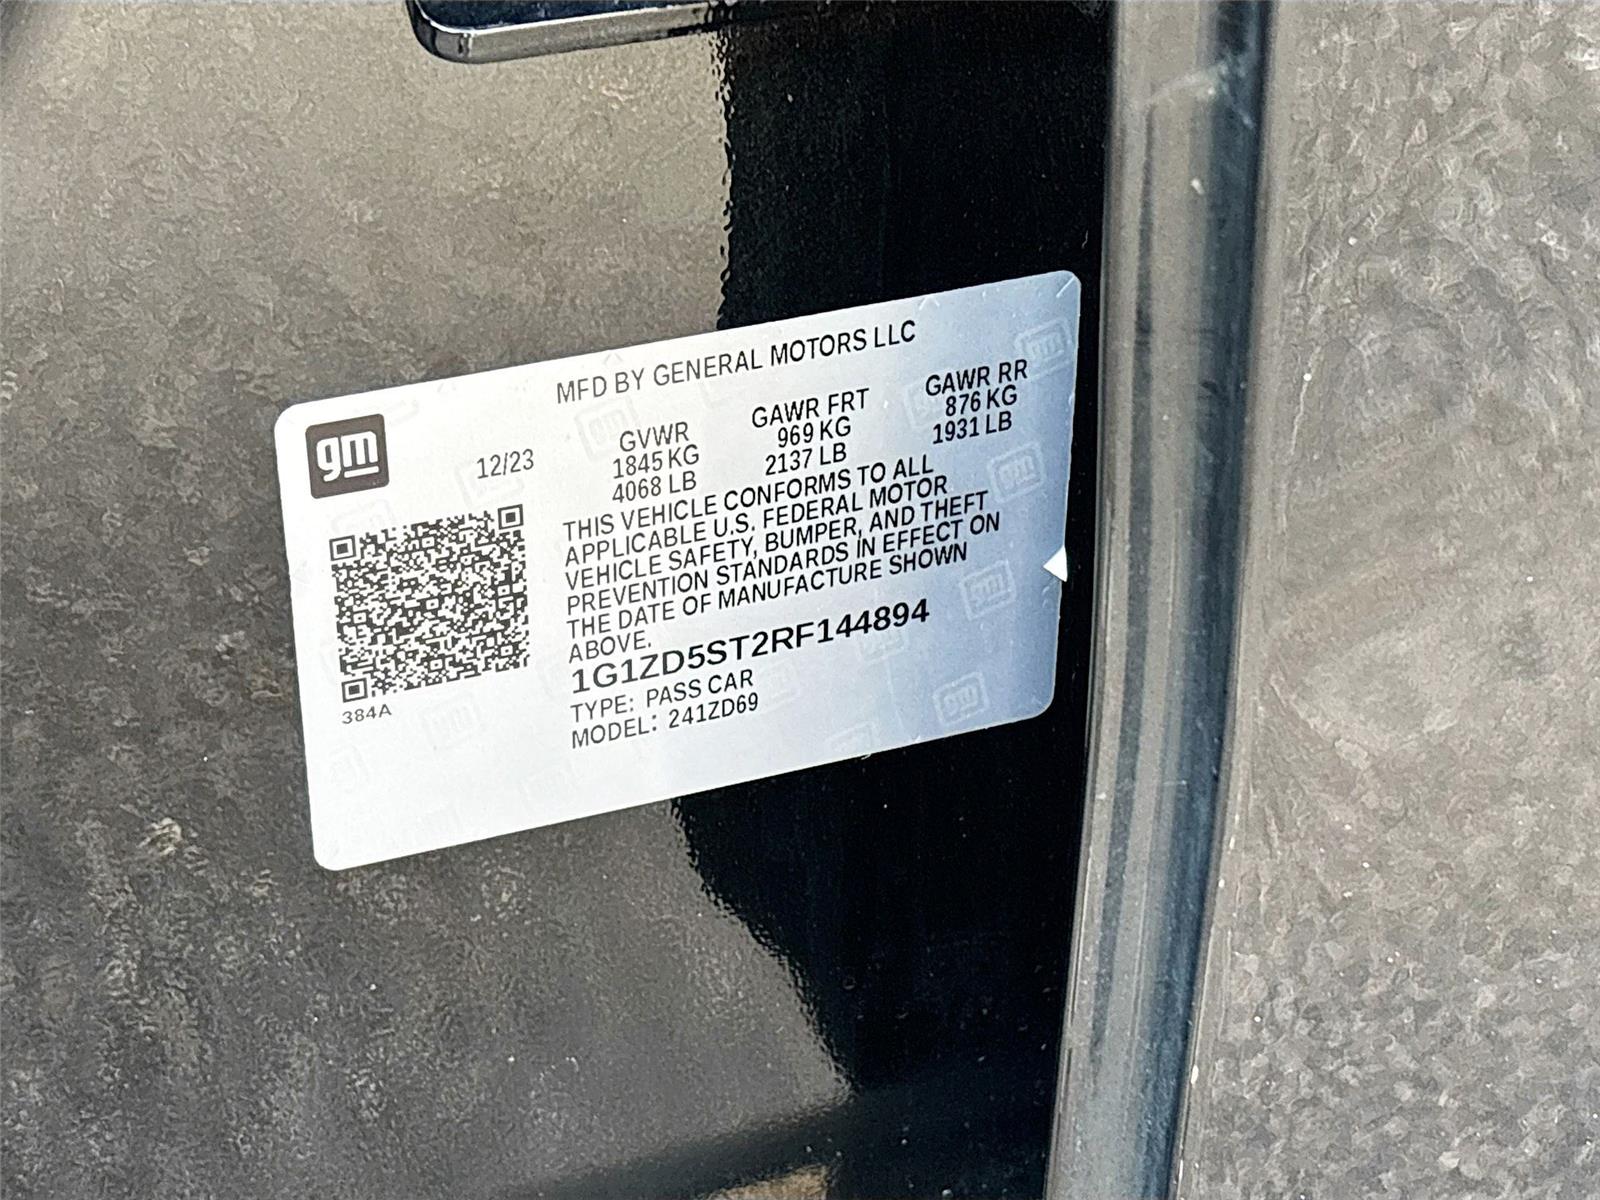 MFD BY GENERAL MOTORS LLC
gm
12/23
GVWR GAWR FRT GAWR RR
1845 KG 969 KG 876 KG
4068 LB 2137 LB 1931 LB
THIS VEHICLE CONFORMS TO ALL
APPLICABLE U.S. FEDERAL MOTOR
VEHICLE SAFETY, BUMPER, AND THEFT
PREVENTION STANDARDS IN EFFECT ON
THE DATE OF MANUFACTURE SHOWN
ABOVE.
1G1ZD5ST2RF144894
TYPE: PASS CAR
MODEL: 241ZD69
384A